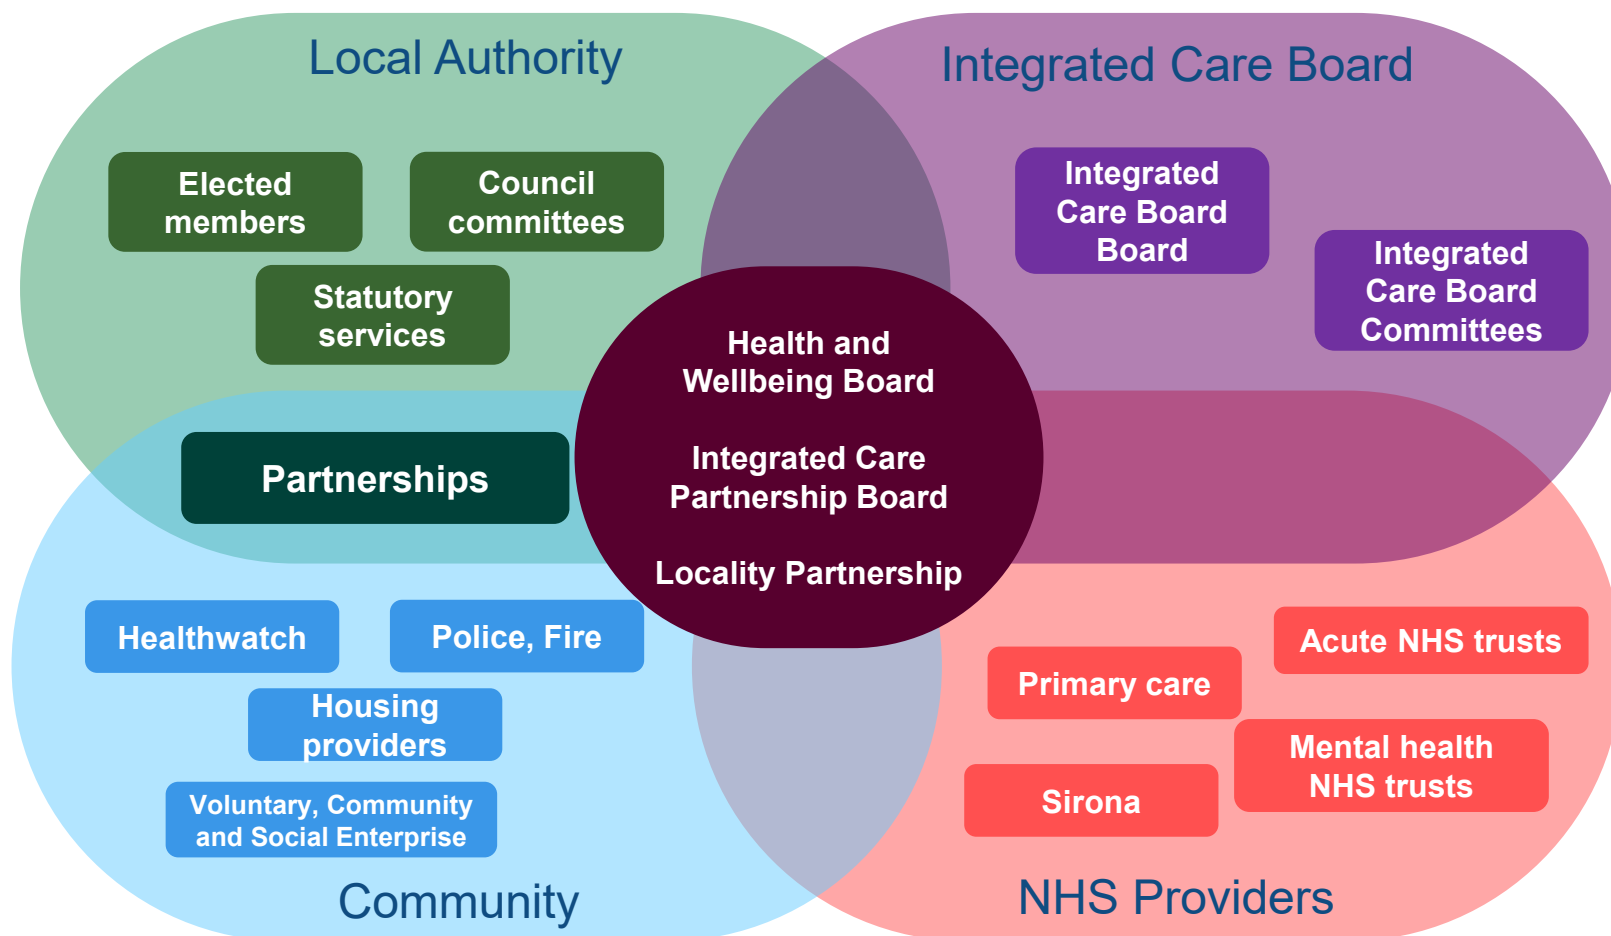 Local Authority
Integrated Care Board
Elected
members
Council
committees
Statutory
services
Integrated
Care Board
Board
Integrated
Care Board
Committees
Partnerships
Health and
Wellbeing Board
Integrated Care
Partnership Board
Locality Partnership
Healthwatch
Police, Fire
Housing
providers
Voluntary, Community
and Social Enterprise
Community
Primary care
Acute NHS trusts
Sirona
Mental health
NHS trusts
NHS Providers